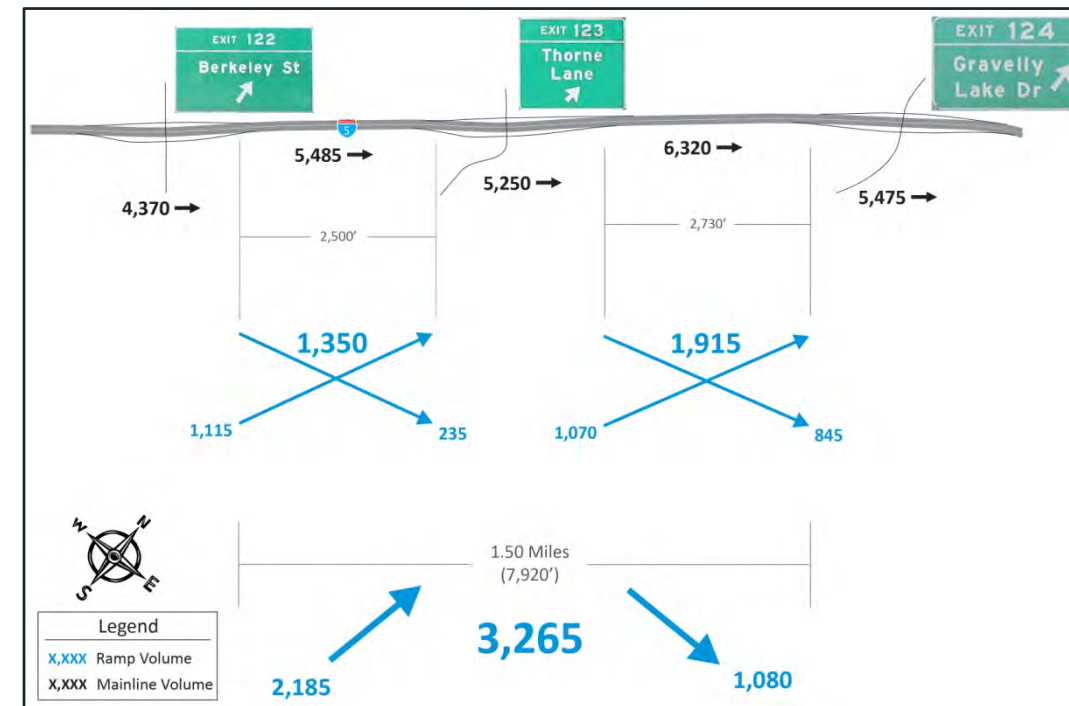 EXIT 122
Berkeley St
EXIT 123
Thorne
Lane
EXIT 124
Gravelly
Lake Dr
5
5,485
6,320
4,370
5,250
5,475
2,500'
2,730'
1,350
1,915
1,115
235
1,070
845
1.50 Miles
(7,920')
3,265
2,185
1,080
W
N
S
E
Legend
X,XXX Ramp Volume
X,XXX Mainline Volume